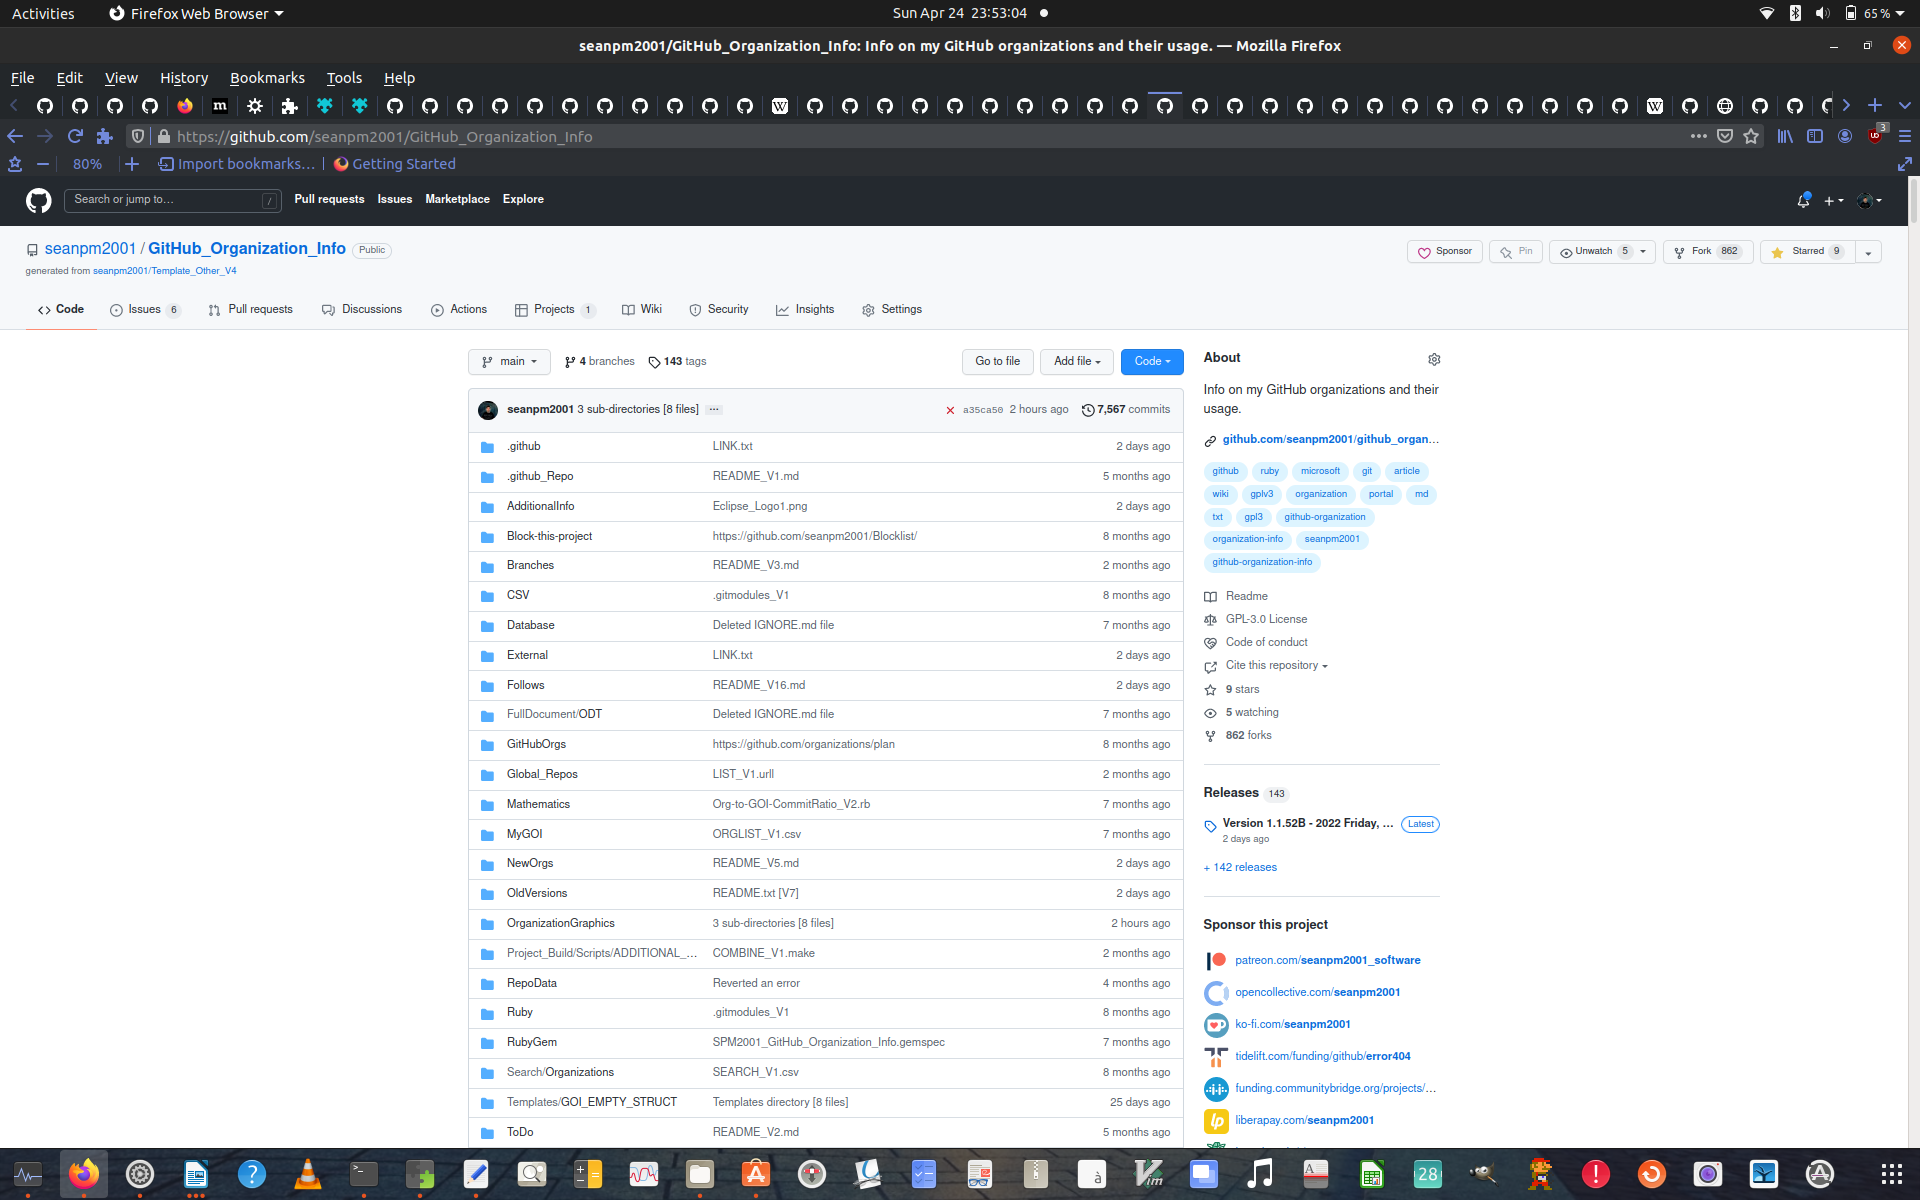 Activities
Firefox Web Browser
Sun Apr 24 23:53:04
65 %
seanpm2001/GitHub_Organization_Info: Info on my GitHub organizations and their usage. — Mozilla Firefox
File Edit View History Bookmarks Tools Help
https://github.com/seanpm2001/GitHub_Organization_Info
3
80%
Import bookmarks...
Getting Started
Search or jump to...
/
Pull requests Issues Marketplace Explore
seanpm2001 / GitHub_Organization_Info Public
generated from seanpm2001/Template_Other_V4
Sponsor
Pin
Unwatch 5
Fork 862
Starred 9
Code
Issues 6
Pull requests
Discussions
Actions
Projects 1
Wiki
Security
Insights
Settings
main
4 branches
143 tags
Go to file
Add file
Code
seanpm2001 3 sub-directories [8 files] ...
a35ca50 2 hours ago
7,567 commits
.github LINK.txt 2 days ago
.github_Repo README_V1.md 5 months ago
AdditionalInfo Eclipse_Logo1.png 2 days ago
Block-this-project https://github.com/seanpm2001/Blocklist/ 8 months ago
Branches README_V3.md 2 months ago
CSV .gitmodules_V1 8 months ago
Database Deleted IGNORE.md file 7 months ago
External LINK.txt 2 days ago
Follows README_V16.md 2 days ago
FullDocument/ODT Deleted IGNORE.md file 7 months ago
GitHubOrgs https://github.com/organizations/plan 8 months ago
Global_Repos LIST_V1.urll 2 months ago
Mathematics Org-to-GOI-CommitRatio_V2.rb 7 months ago
MyGOI ORGLIST_V1.csv 7 months ago
NewOrgs README_V5.md 2 days ago
OldVersions README.txt [V7] 2 days ago
OrganizationGraphics 3 sub-directories [8 files] 2 hours ago
Project_Build/Scripts/ADDITIONAL_... COMBINE_V1.make 2 months ago
RepoData Reverted an error 4 months ago
Ruby .gitmodules_V1 8 months ago
RubyGem SPM2001_GitHub_Organization_Info.gemspec 7 months ago
Search/Organizations SEARCH_V1.csv 8 months ago
Templates/GOI_EMPTY_STRUCT Templates directory [8 files] 25 days ago
ToDo README_V2.md 5 months ago
About
Info on my GitHub organizations and their
usage.
github.com/seanpm2001/github_organ...
github ruby microsoft git article
wiki gplv3 organization portal md
txt gpl3 github-organization
organization-info seanpm2001
github-organization-info
Readme
GPL-3.0 License
Code of conduct
Cite this repository
9 stars
5 watching
862 forks
Releases 143
Version 1.1.52B - 2022 Friday, ... Latest
2 days ago
+ 142 releases
Sponsor this project
patreon.com/seanpm2001_software
opencollective.com/seanpm2001
ko-fi.com/seanpm2001
tidelift.com/funding/github/error404
funding.communitybridge.org/projects/...
lp
liberapay.com/seanpm2001
28